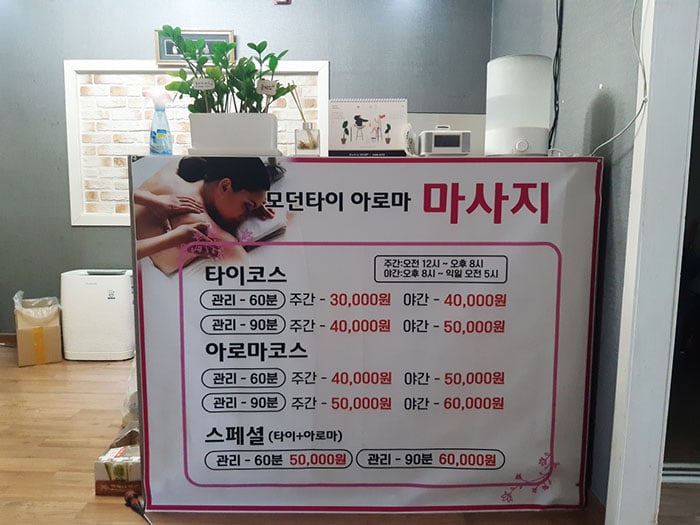 모던타이 아로마 마사지
타이코스
주간:오전 12시 ~ 오후 8시
야간:오후 8시 ~ 익일 오전 5시
관리 - 60분 주간 - 30,000원 야간 - 40,000원
관리 - 90분 주간 - 40,000원 야간 - 50,000원
아로마코스
관리 - 60분 주간 - 40,000원 야간 - 50,000원
관리 - 90분 주간 - 50,000원 야간 - 60,000원
스페셜 (타이+아로마)
관리 - 60분 50,000원 관리 - 90분 60,000원